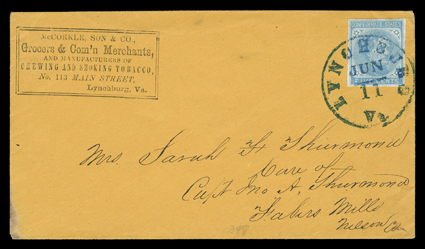 McCORKLE, SON & CO.,
Grocers & Com'n Merchants,
AND MANUFACTURERS OF
CHEWING AND SMOKING TOBACCO,
No. 113 MAIN STREET,
Lynchburg, Va.
LYNCHBURG
JUN
11
Va
Mrs. Sarah F Thurmond
Care of
Capt Jno A. Thurmond
Fabers Mills
Nelson Co